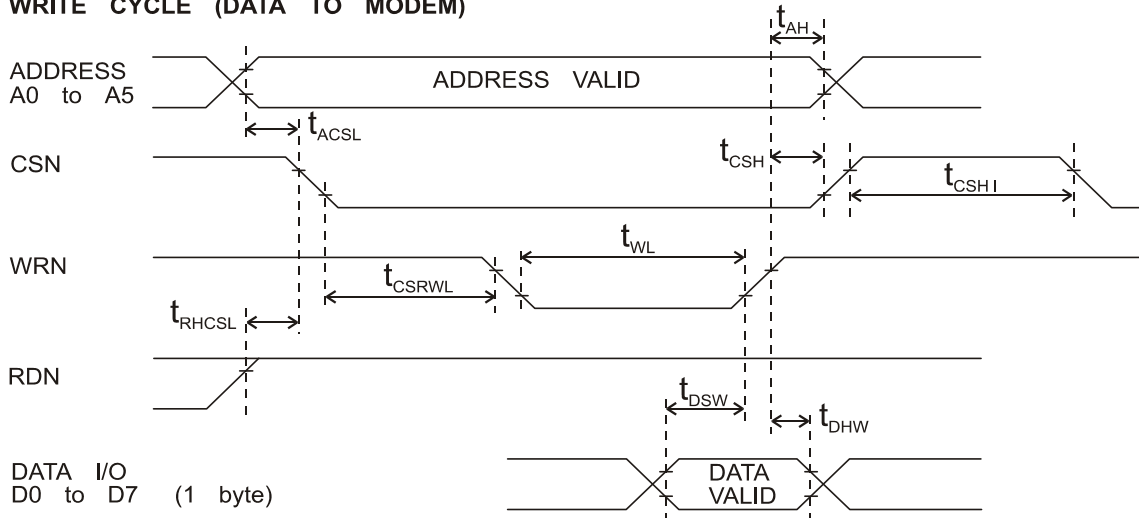 WRITE CYCLE (DATA TO MODEM)
tAH
ADDRESS
A0 to A5
ADDRESS VALID
tACSL
CSN
tCSH
tCSHI
WRN
tWL
tCSRWL
tRHCSL
RDN
tDSW
tDHW
DATA I/O
D0 to D7 (1 byte)
DATA
VALID